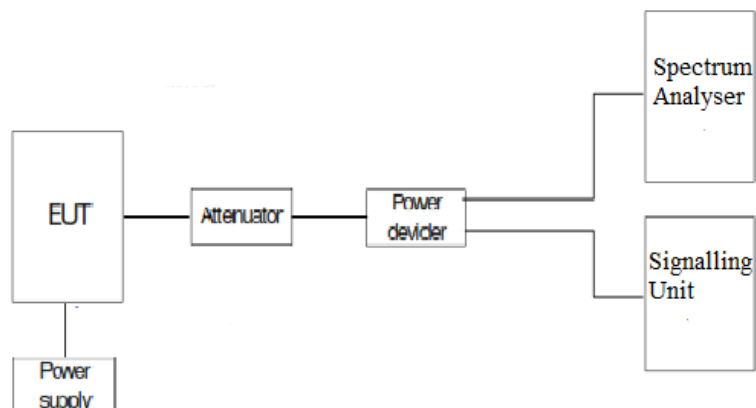 Spectrum
Analyser
EUT
Attenuator
Power
devider
Signalling
Unit
Power
supply